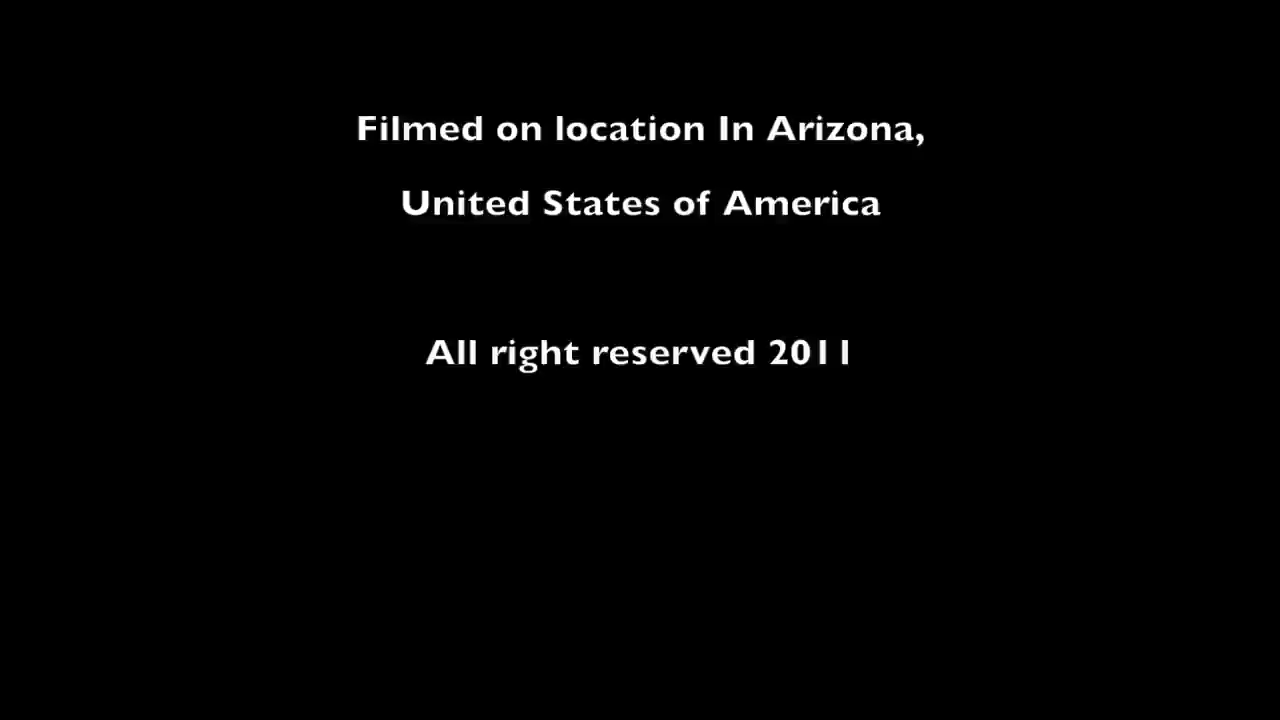 Filmed on location In Arizona,
United States of America
All right reserved 2011